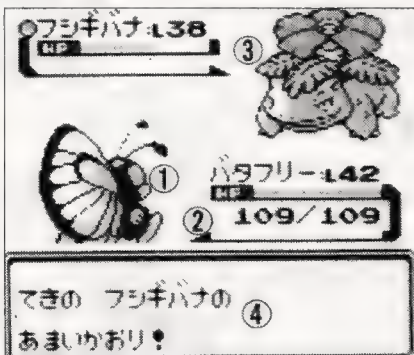 フシギバナ:L38
HP
③
①
バタフリー:L42
HP
② 109/109
てきの フシギバナの ④
あまいかおり!